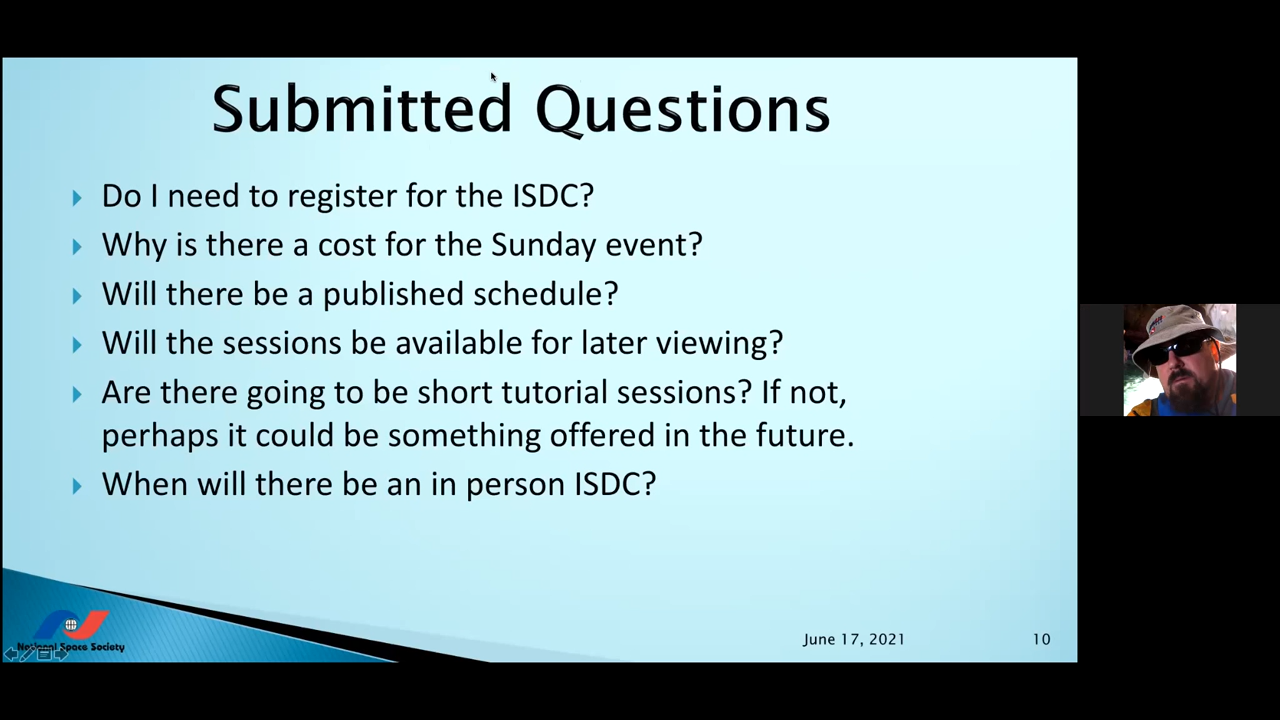 Submitted Questions
Do I need to register for the ISDC?
Why is there a cost for the Sunday event?
Will there be a published schedule?
Will the sessions be available for later viewing?
Are there going to be short tutorial sessions? If not,
perhaps it could be something offered in the future.
When will there be an in person ISDC?
National Space Society
June 17, 2021
10